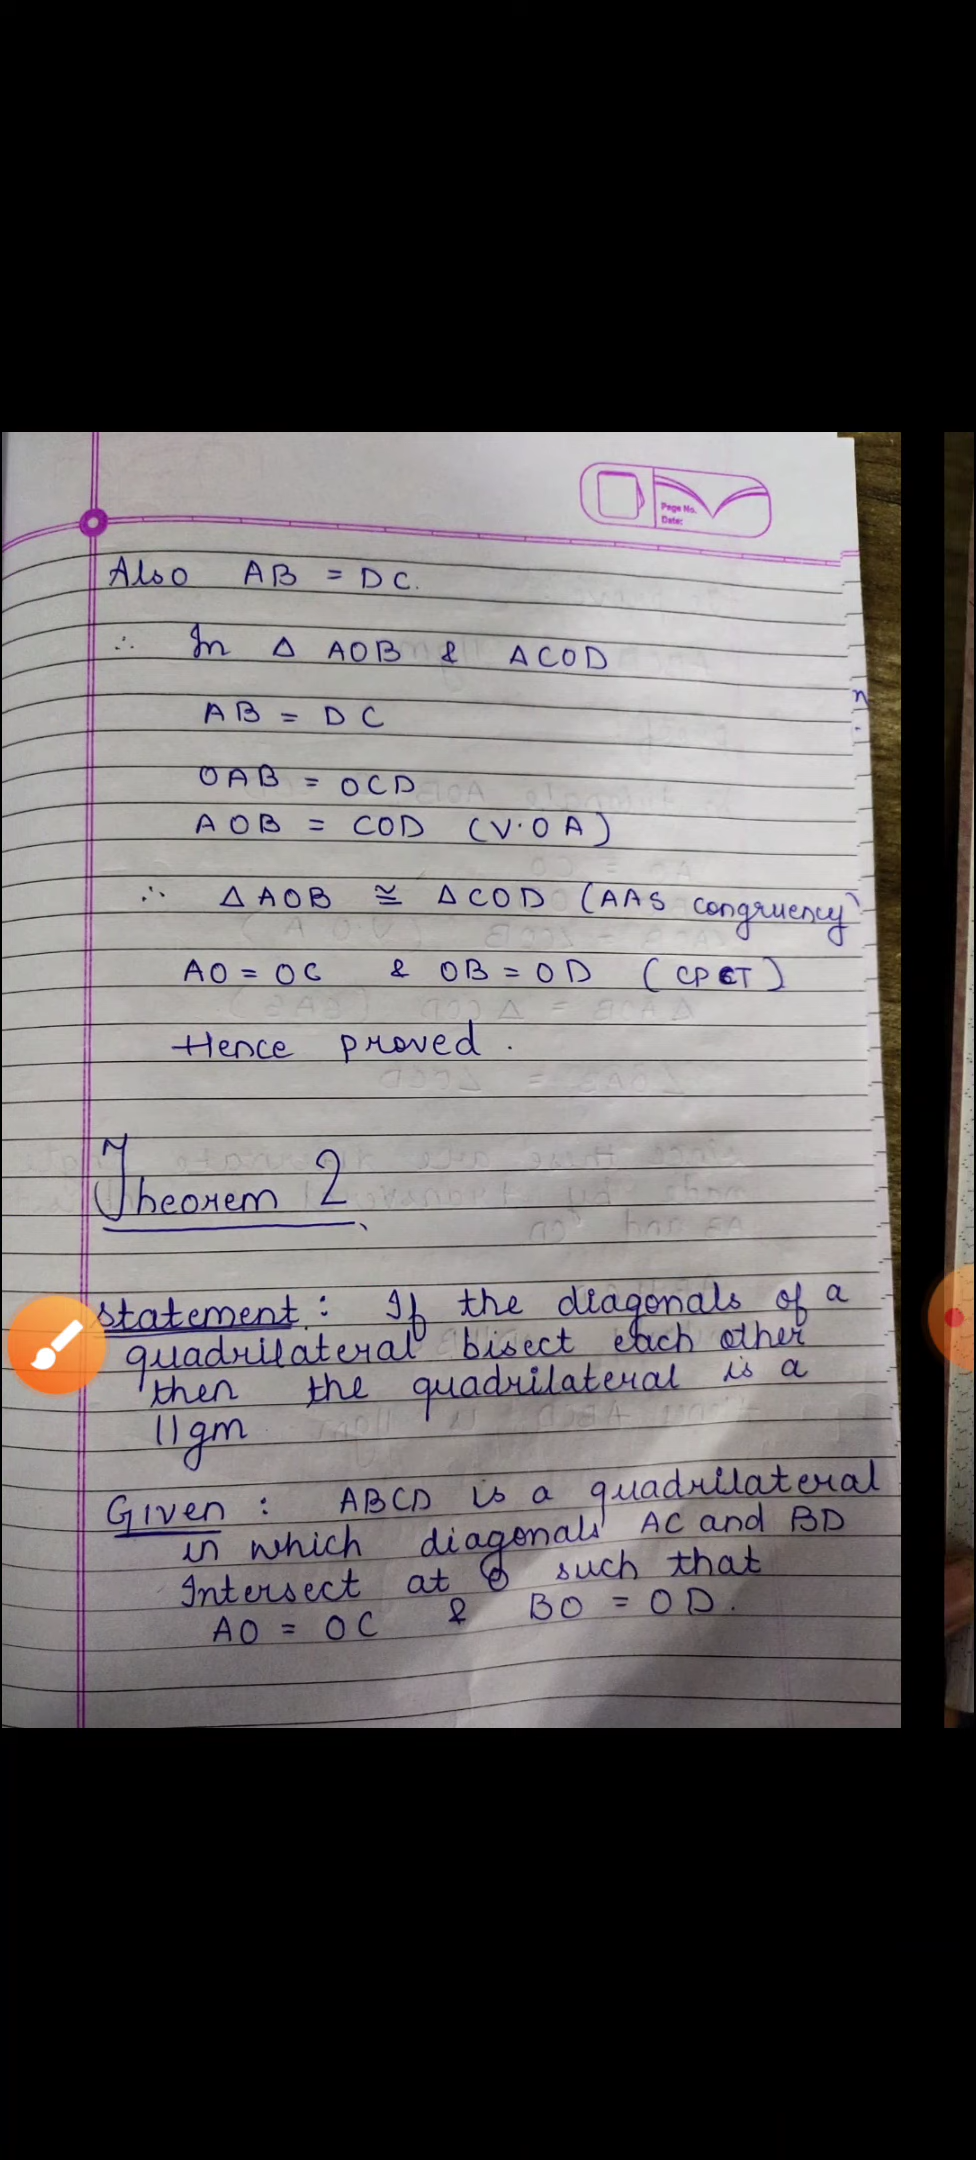 Page No.
Date:
Also AB = DC.
∴ In Δ AOB & ΔCOD
AB = DC
OAB = OCD
AOB = COD (V.O A)
∴ ΔAOB ≅ ΔCOD (AAS congruency)
AO = OC & OB = OD (CPCT)
Hence proved.
Theorem 2
Statement: If the diagonals of a
quadrilateral bisect each other
then the quadrilateral is a
||gm
Given: ABCD is a quadrilateral
in which diagonals AC and BD
Intersect at O such that
AO = OC & BO = OD.